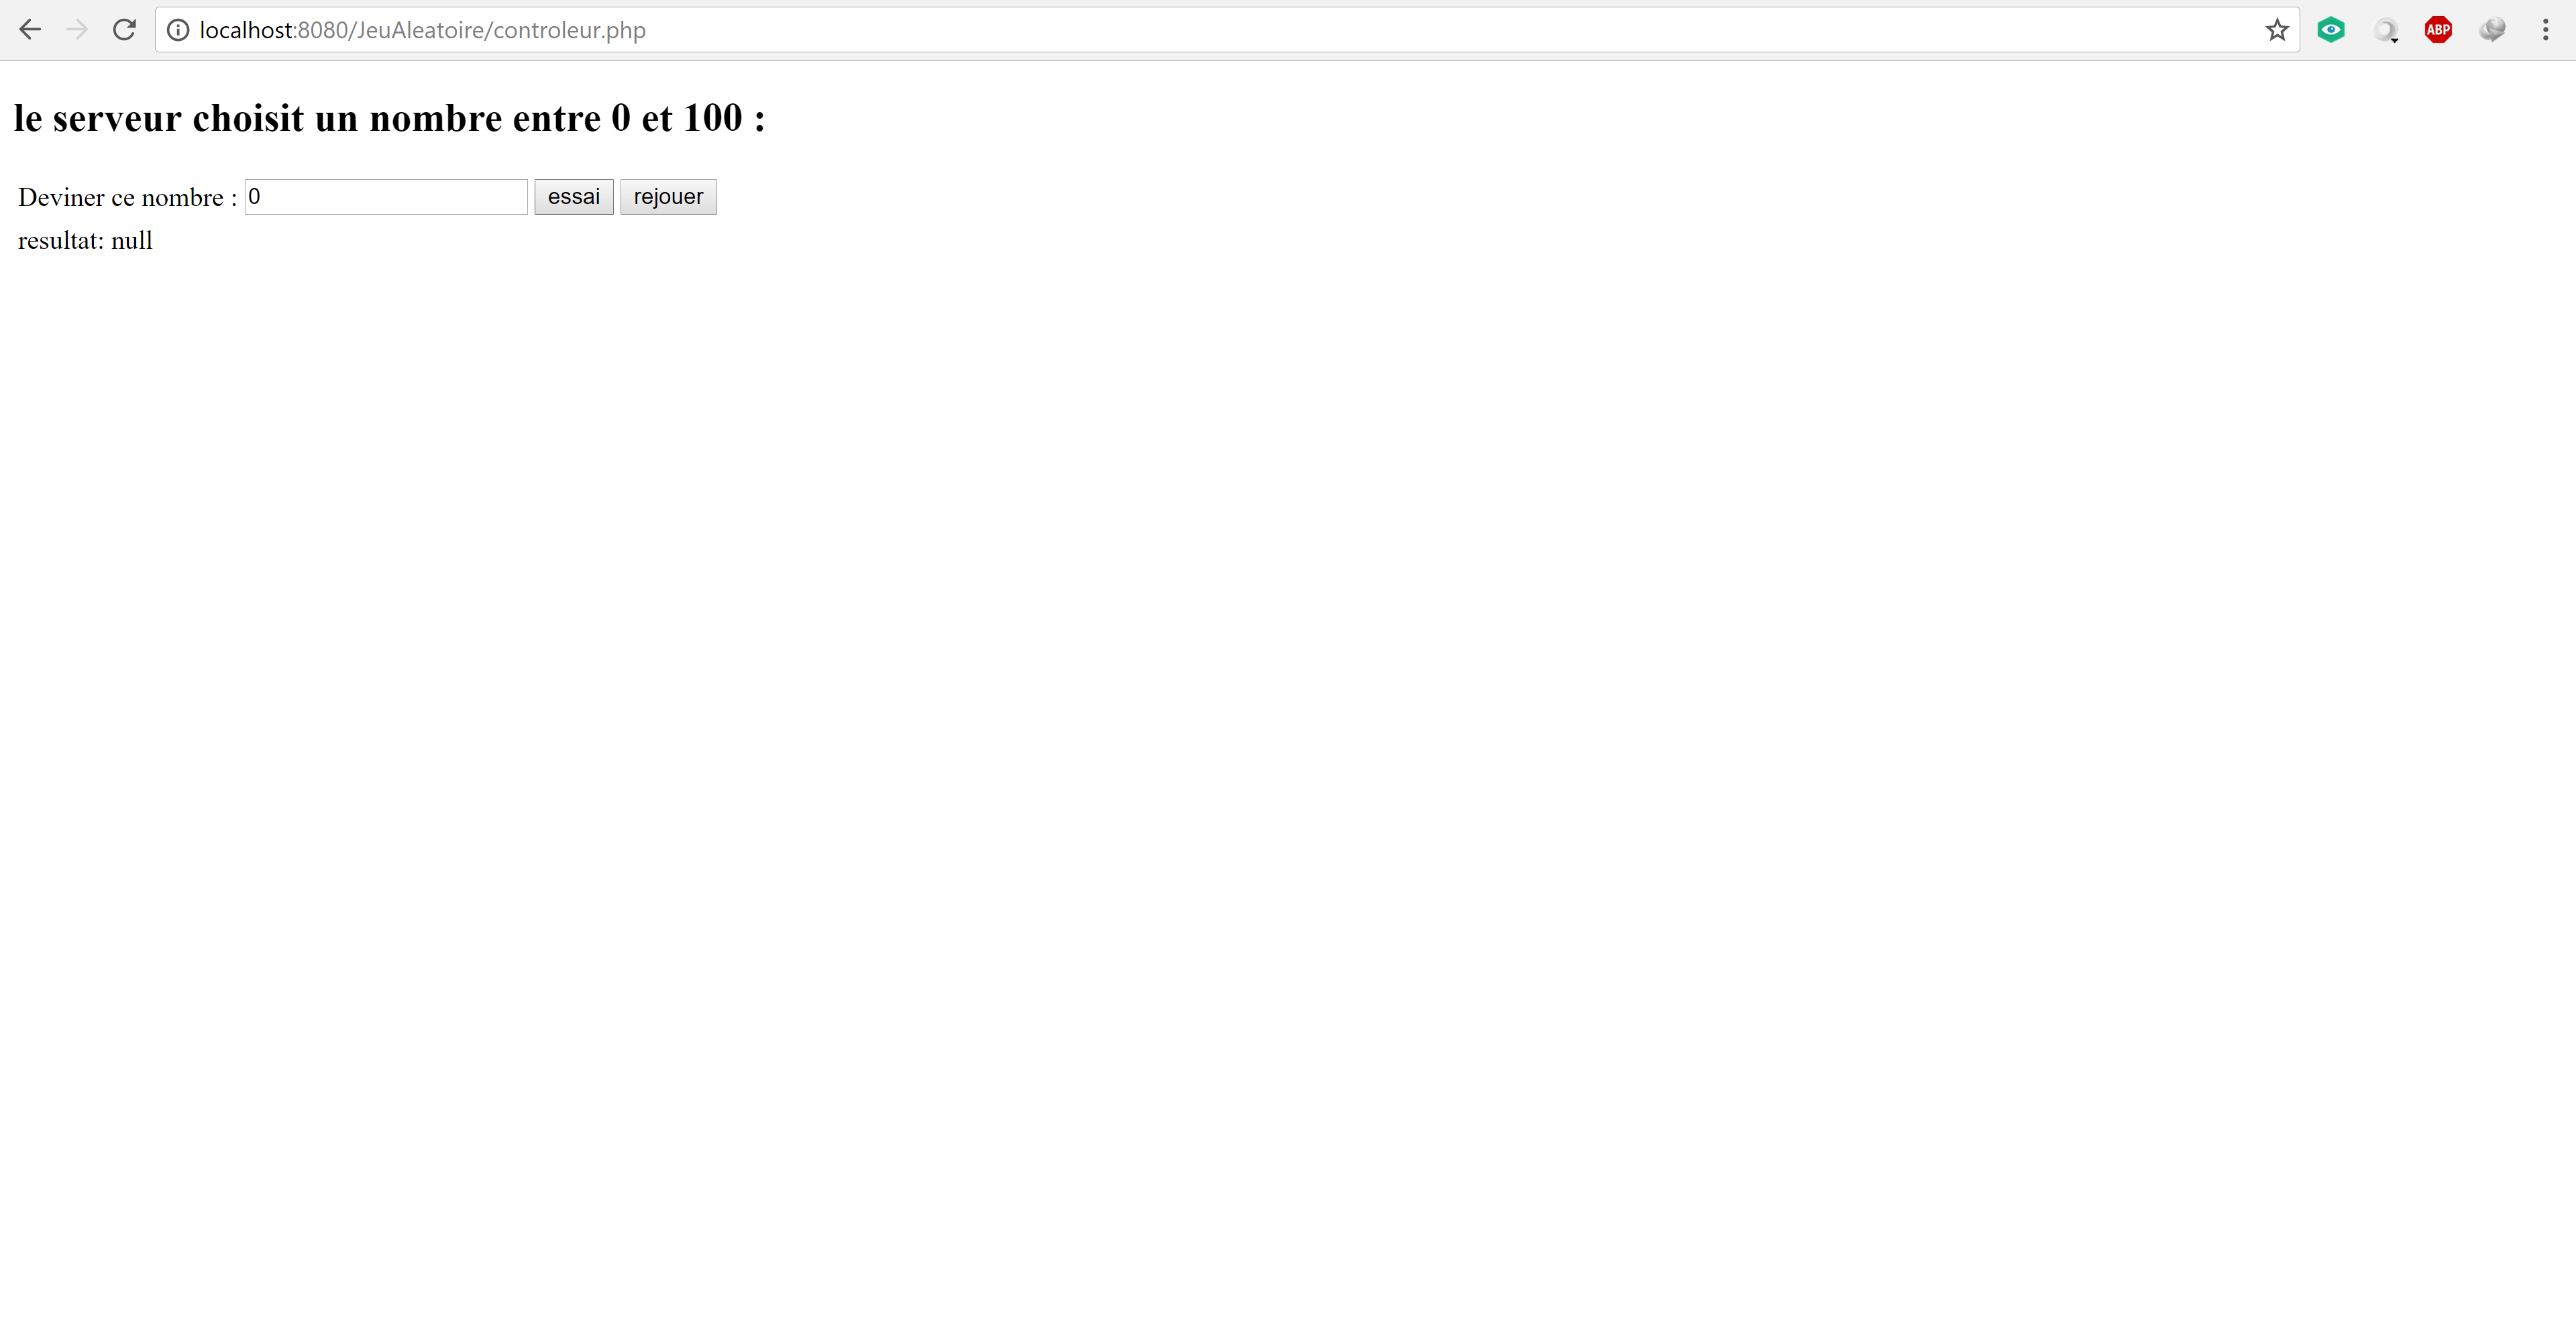 localhost:8080/JeuAleatoire/controleur.php
ABP
le serveur choisit un nombre entre 0 et 100 :
Deviner ce nombre : 0 essai rejouer
resultat: null